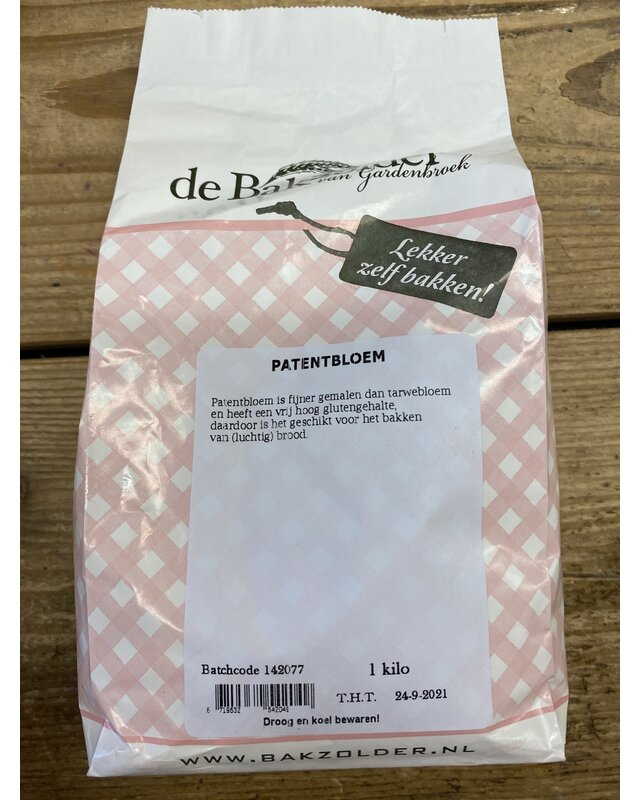 de Bak
van Gardenbroek
Lekker
zelf bakken!
PATENTBLOEM
Patentbloem is fijner gemalen dan tarwebloem
en heeft een vrij hoog glutengehalte,
daardoor is het geschikt voor het bakken
van (luchtig) brood.
Batchcode 142077
1 kilo
T.H.T. 24-9-2021
Droog en koel bewaren!
WWW.BAKZOLDER.NL